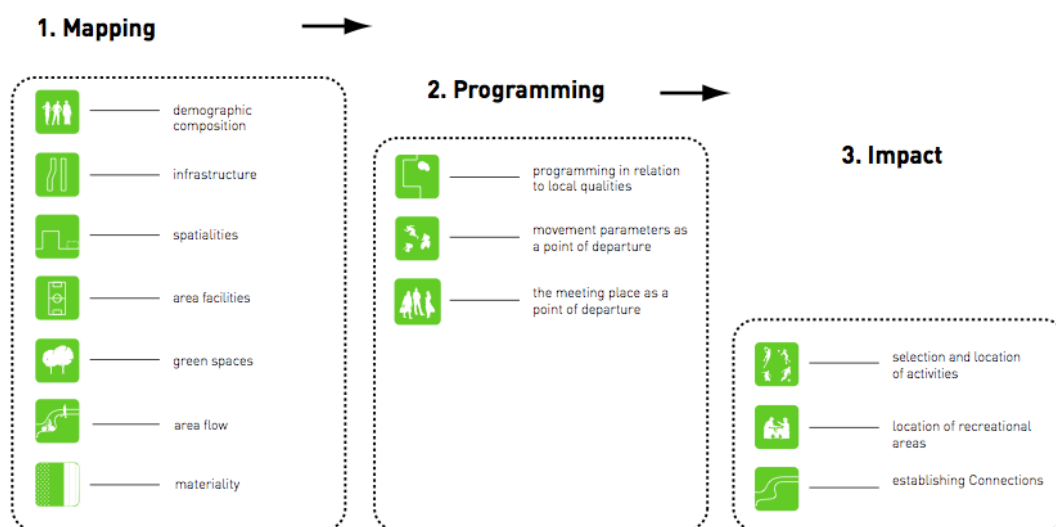 1. Mapping
demographic
composition
infrastructure
spatialities
area facilities
green spaces
area flow
materiality
2. Programming
programming in relation
to local qualities
movement parameters as
a point of departure
the meeting place as a
point of departure
3. Impact
selection and location
of activities
location of recreational
areas
establishing Connections